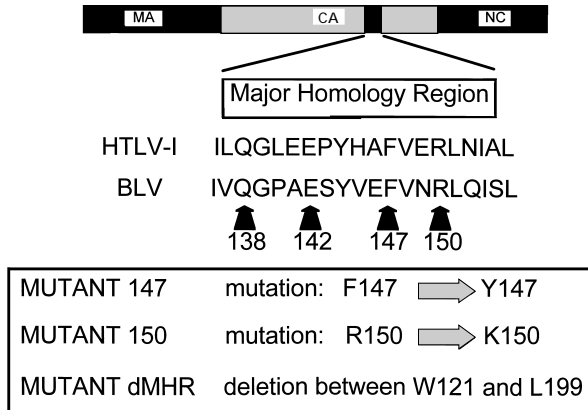 MA CA NC
Major Homology Region
HTLV-I ILQGLEEPYHAFVERLNIAL
BLV IVQGPAESYVEFVNRLQISL
138 142 147 150
MUTANT 147 mutation: F147 Y147
MUTANT 150 mutation: R150 K150
MUTANT dMHR deletion between W121 and L199